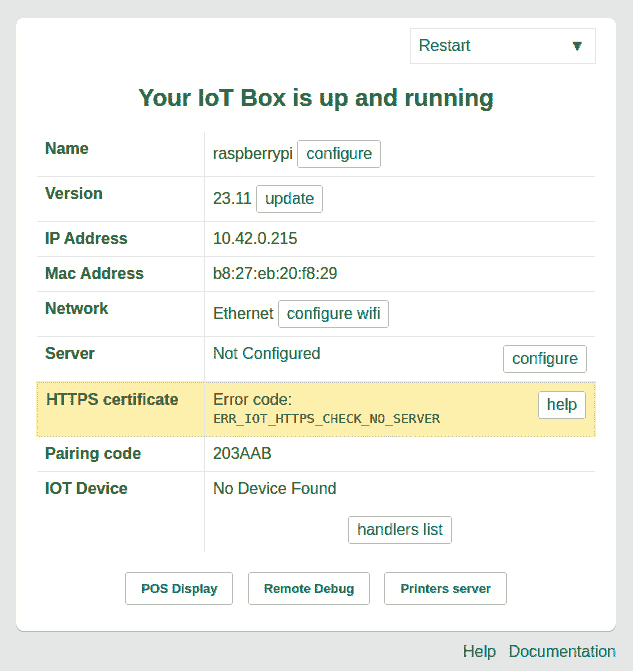 Restart ▼
Your IoT Box is up and running
Name raspberrypi configure
Version 23.11 update
IP Address 10.42.0.215
Mac Address b8:27:eb:20:f8:29
Network Ethernet configure wifi
Server Not Configured configure
HTTPS certificate Error code: help
ERR_IOT_HTTPS_CHECK_NO_SERVER
Pairing code 203AAB
IOT Device No Device Found
handlers list
POS Display Remote Debug Printers server
Help Documentation